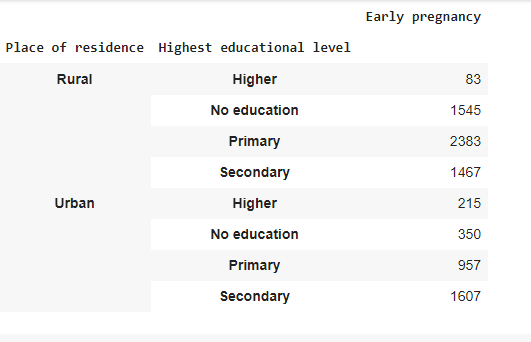 Early pregnancy
Place of residence Highest educational level
Rural Higher 83
No education 1545
Primary 2383
Secondary 1467
Urban Higher 215
No education 350
Primary 957
Secondary 1607